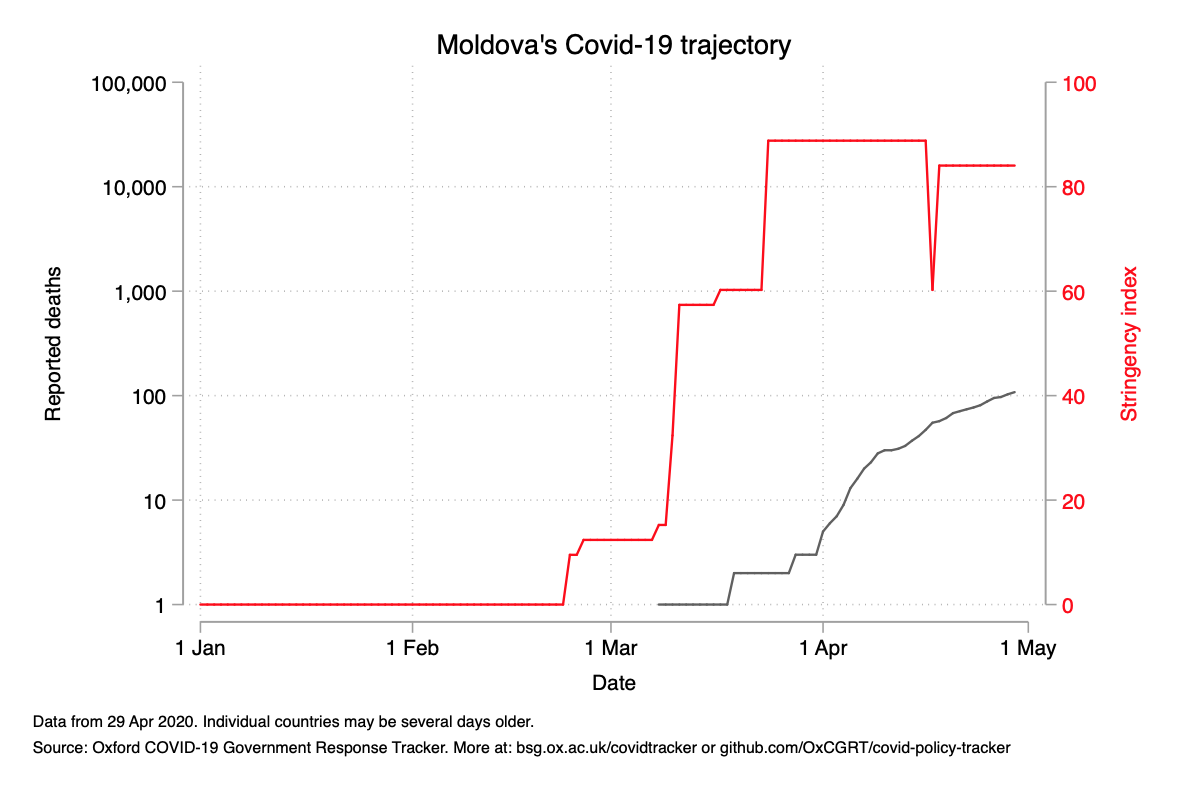 Moldova's Covid-19 trajectory
100,000
10,000
1,000
100
10
1
Reported deaths
100
80
60
40
20
0
Stringency index
1 Jan
1 Feb
1 Mar
1 Apr
1 May
Date
Data from 29 Apr 2020. Individual countries may be several days older.
Source: Oxford COVID-19 Government Response Tracker. More at: bsg.ox.ac.uk/covidtracker or github.com/OxCGRT/covid-policy-tracker